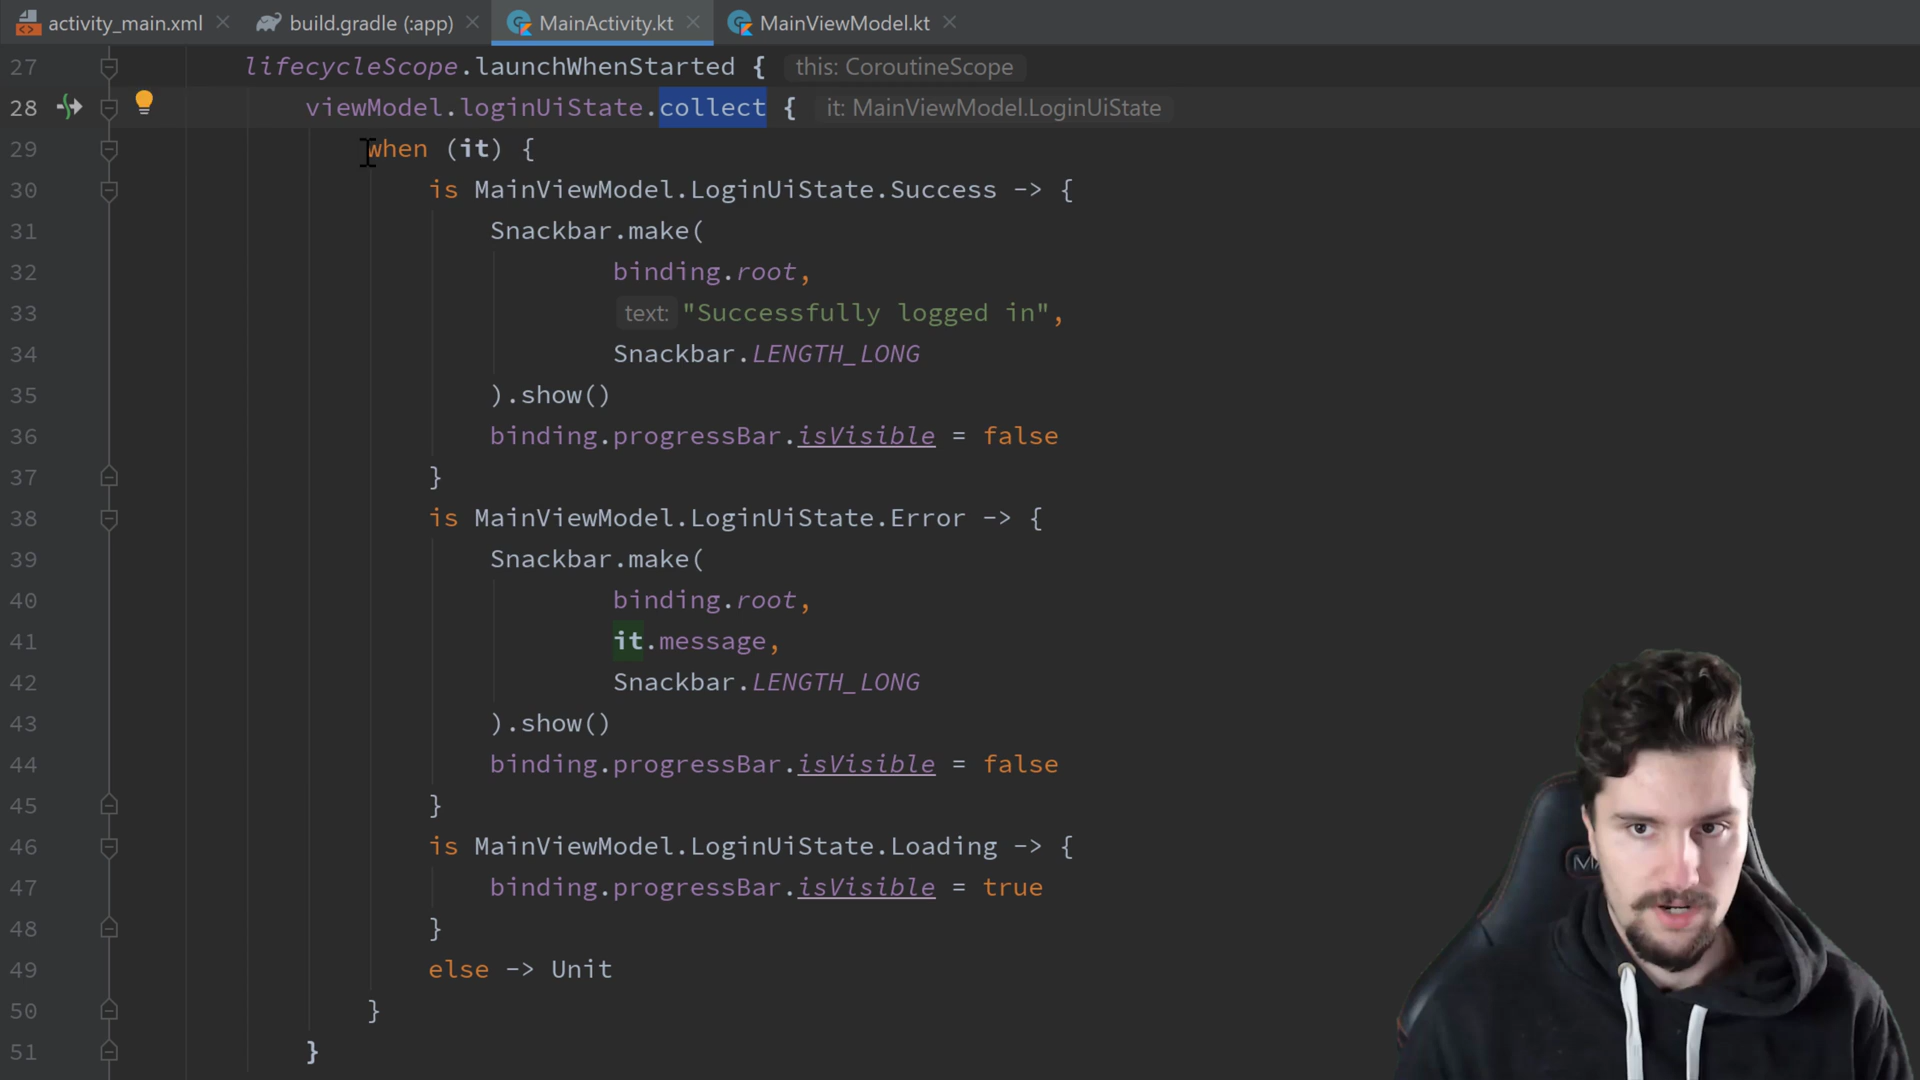 activity_main.xml build.gradle (:app) MainActivity.kt MainViewModel.kt
27 lifecycleScope.launchWhenStarted { this: CoroutineScope
28 viewModel.loginUiState.collect { it: MainViewModel.LoginUiState
29 when (it) {
30 is MainViewModel.LoginUiState.Success -> {
31 Snackbar.make(
32 binding.root,
33 text: "Successfully logged in",
34 Snackbar.LENGTH_LONG
35 ).show()
36 binding.progressBar.isVisible = false
37 }
38 is MainViewModel.LoginUiState.Error -> {
39 Snackbar.make(
40 binding.root,
41 it.message,
42 Snackbar.LENGTH_LONG
43 ).show()
44 binding.progressBar.isVisible = false
45 }
46 is MainViewModel.LoginUiState.Loading -> {
47 binding.progressBar.isVisible = true
48 }
49 else -> Unit
50 }
51 }